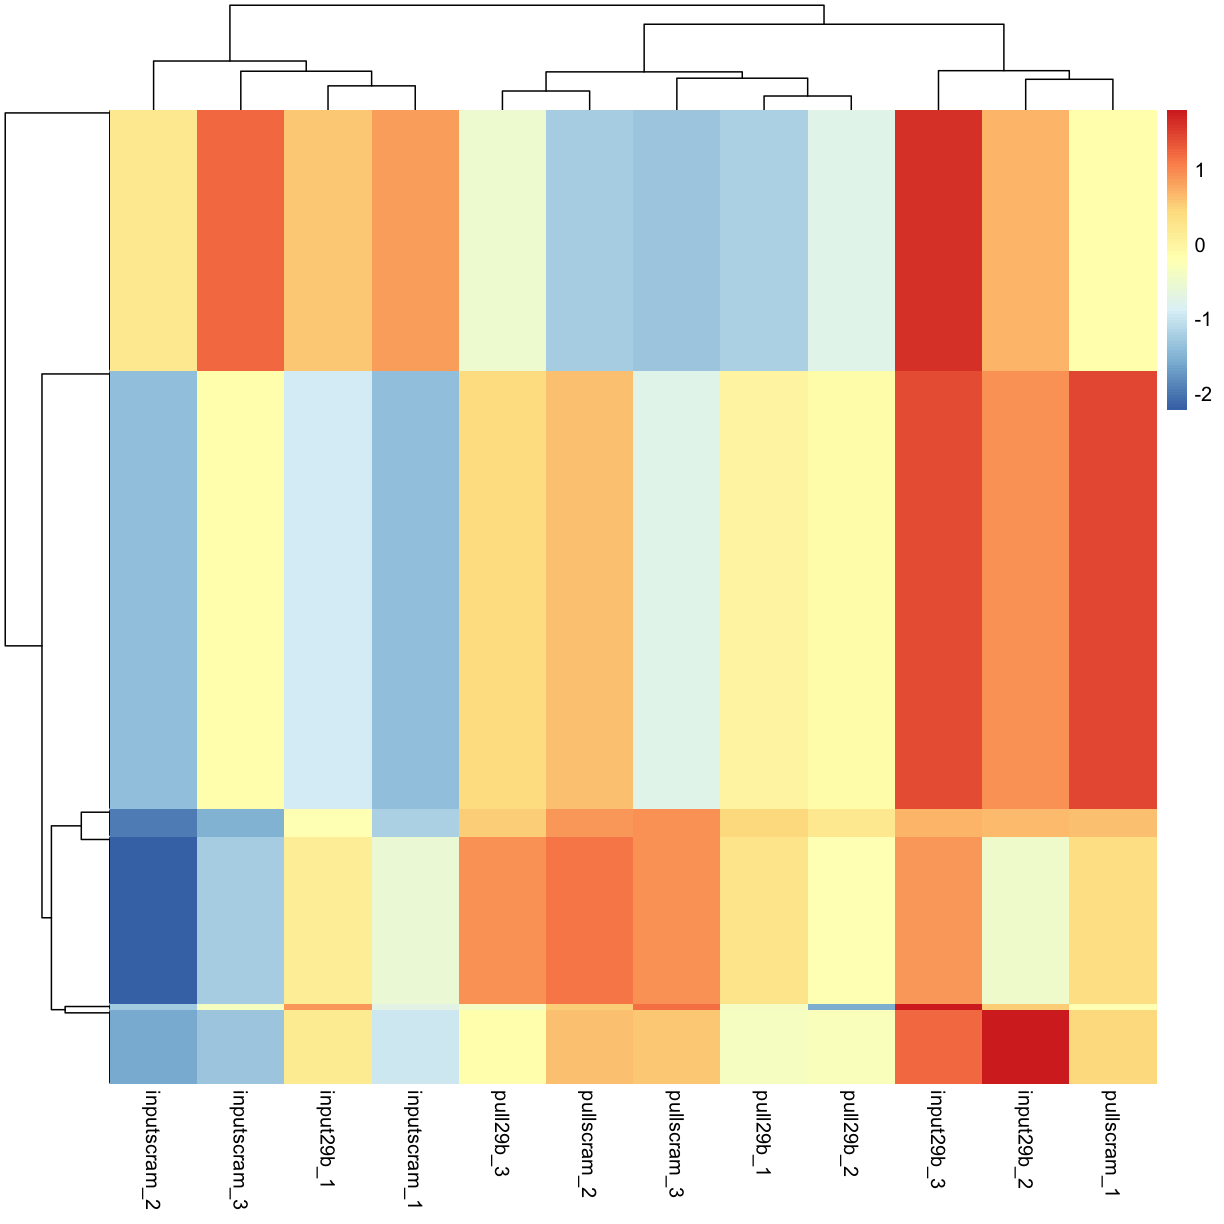 1
0
-1
-2
inputscram_2
inputscram_3
input29b_1
inputscram_1
pull29b_3
pullscram_2
pullscram_3
pull29b_1
pull29b_2
input29b_3
input29b_2
pullscram_1